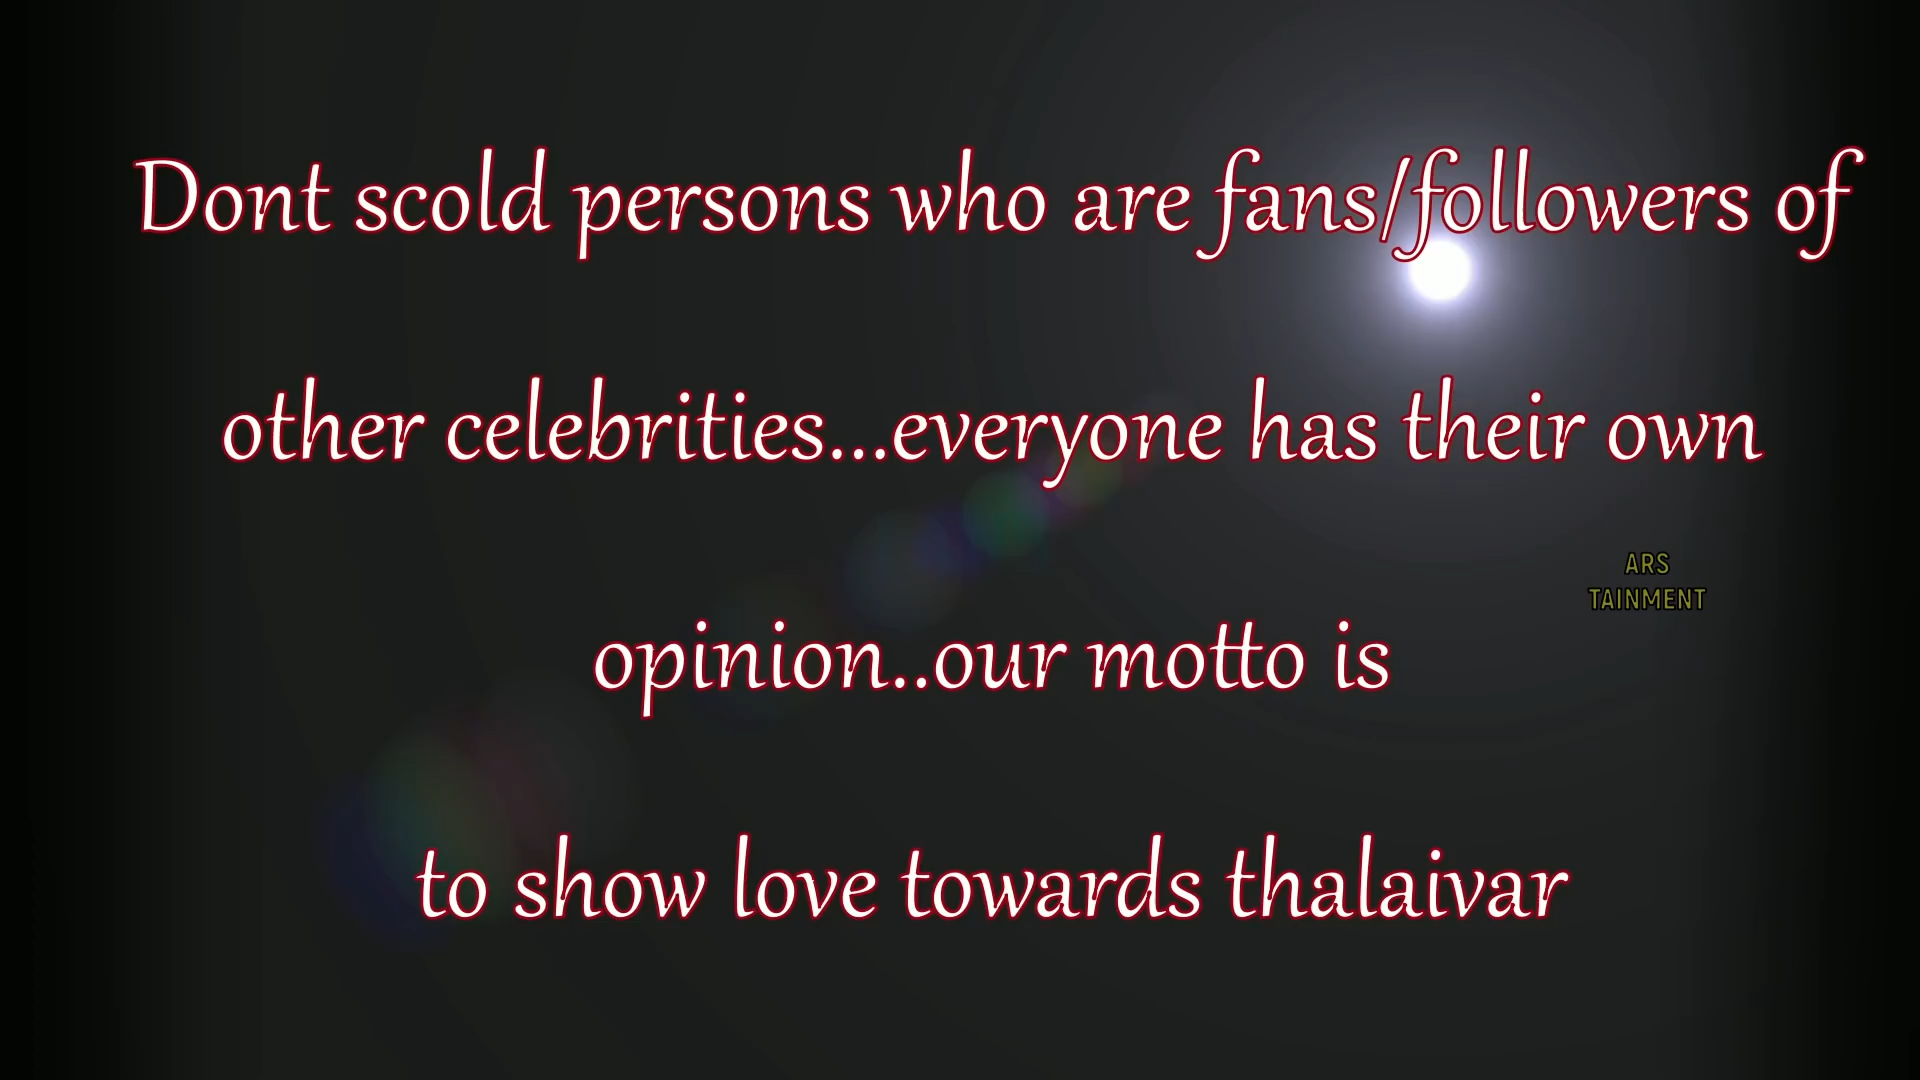 Dont scold persons who are fans/followers of
other celebrities...everyone has their own
ARS
TAINMENT
opinion..our motto is
to show love towards thalaivar